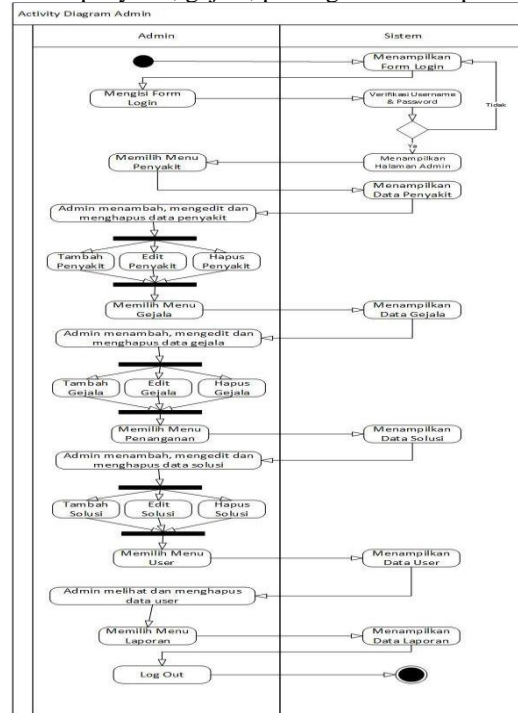 Activity Diagram Admin
Admin
Sistem
Menampilkan
Form Login
Mengisi Form
Login
Verifikasi Username
& Password
Tidak
Ya
Memilih Menu
Penyakit
Menampilkan
Halaman Admin
Menampilkan
Data Penyakit
Admin menambah, mengedit dan
menghapus data penyakit
Tambah
Penyakit
Edit
Penyakit
Hapus
Penyakit
Memilih Menu
Gejala
Menampilkan
Data Gejala
Admin menambah, mengedit dan
menghapus data gejala
Tambah
Gejala
Edit
Gejala
Hapus
Gejala
Memilih Menu
Penanganan
Menampilkan
Data Solusi
Admin menambah, mengedit dan
menghapus data solusi
Tambah
Solusi
Edit
Solusi
Hapus
Solusi
Memilih Menu
User
Menampilkan
Data User
Admin melihat dan menghapus
data user
Memilih Menu
Laporan
Menampilkan
Data Laporan
Log Out